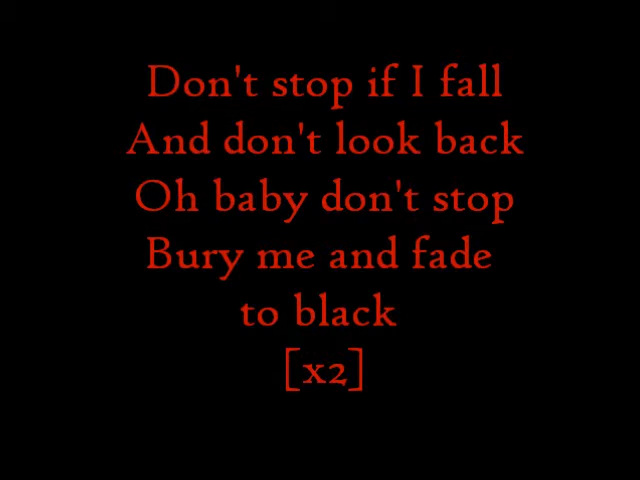 Don't stop if I fall
And don't look back
Oh baby don't stop
Bury me and fade
to black
[x2]